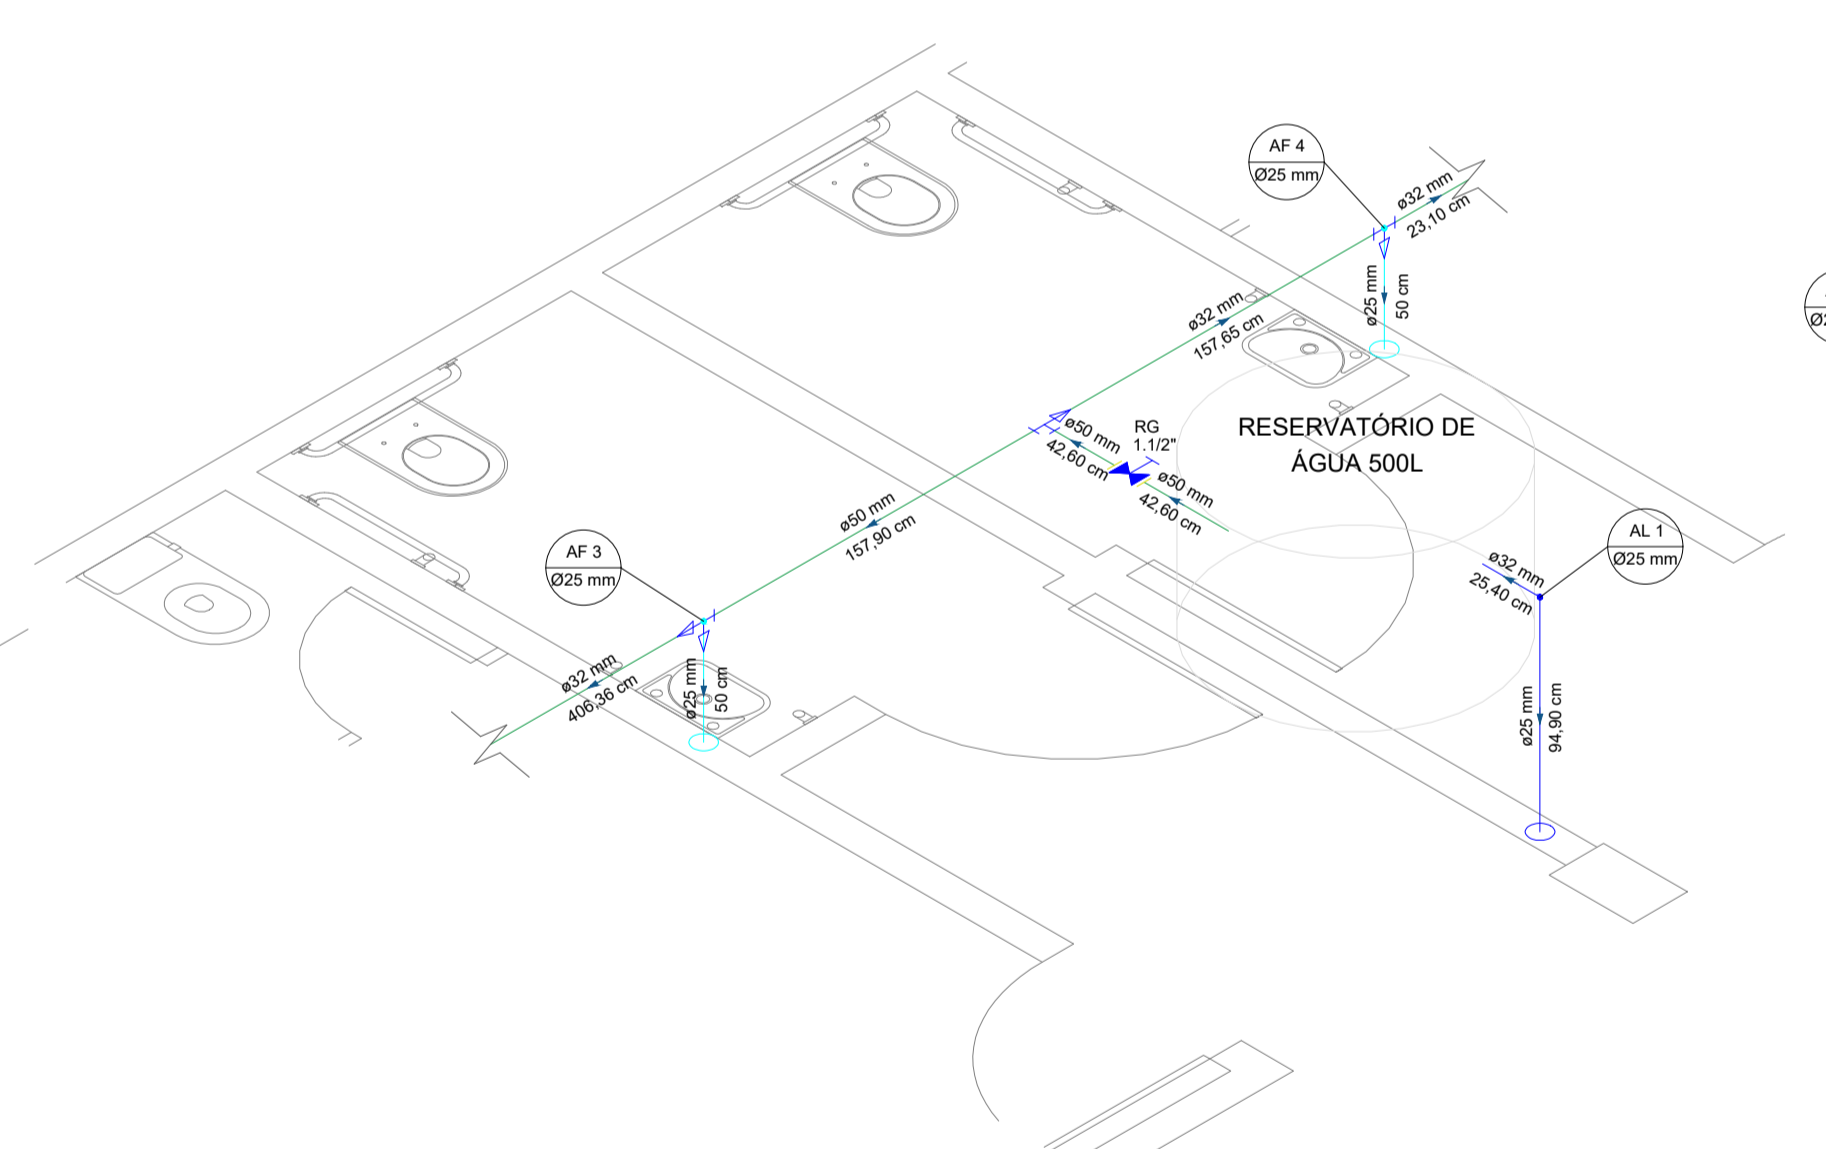 AF 4
Ø25 mm
ø32 mm
23,10 cm
ø25 mm
50 cm
ø32 mm
157,65 cm
ø50 mm
42,60 cm
RG
1.1/2"
ø50 mm
42,60 cm
RESERVATÓRIO DE
ÁGUA 500L
ø50 mm
157,90 cm
AF 3
Ø25 mm
AL 1
Ø25 mm
ø32 mm
25,40 cm
ø32 mm
406,36 cm
ø25 mm
50 cm
ø25 mm
94,90 cm